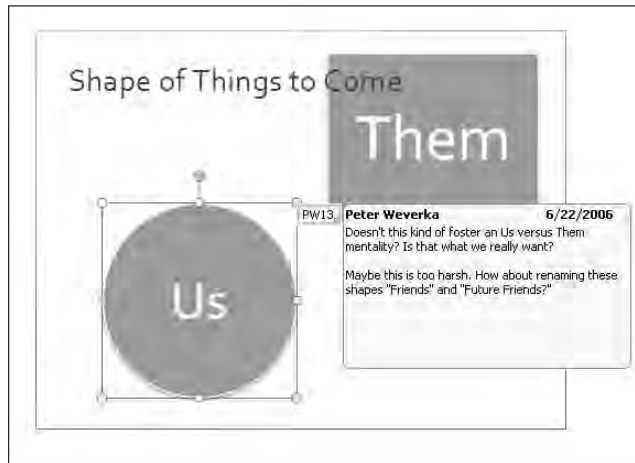 Shape of Things to Come
Them
PW13
Peter Weverka 6/22/2006
Doesn't this kind of foster an Us versus Them
mentality? Is that what we really want?
Maybe this is too harsh. How about renaming these
shapes "Friends" and "Future Friends?"
Us